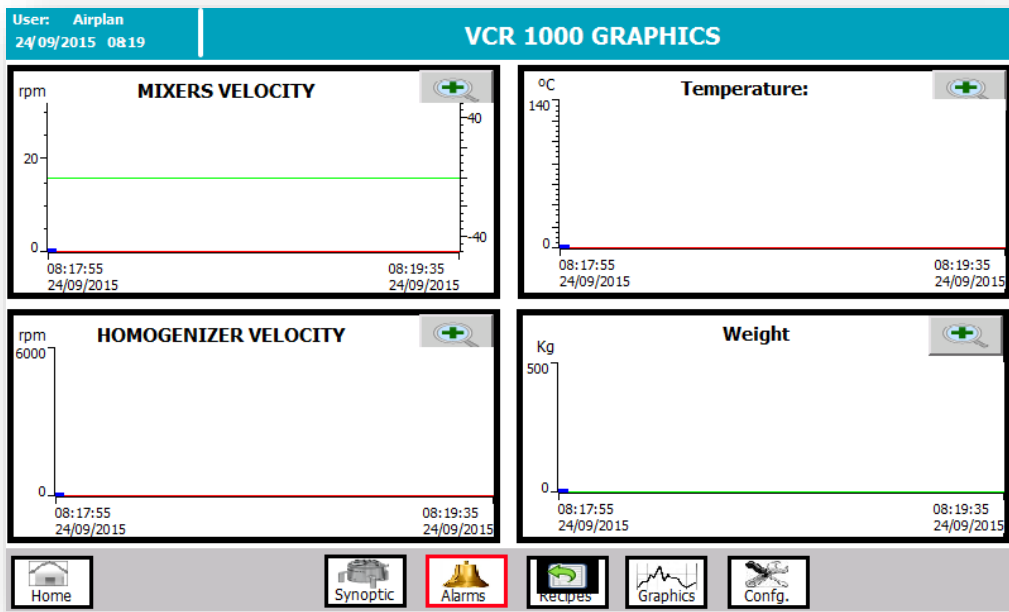 User: Airplan
24/09/2015 08:19
VCR 1000 GRAPHICS
rpm
MIXERS VELOCITY
40
20
0
-40
08:17:55
08:19:35
24/09/2015
24/09/2015
ºC
Temperature:
140
0
08:17:55
08:19:35
24/09/2015
24/09/2015
rpm
HOMOGENIZER VELOCITY
6000
0
08:17:55
08:19:35
24/09/2015
24/09/2015
Kg
Weight
500
0
08:17:55
08:19:35
24/09/2015
24/09/2015
Home
Synoptic
Alarms
Recipes
Graphics
Confg.